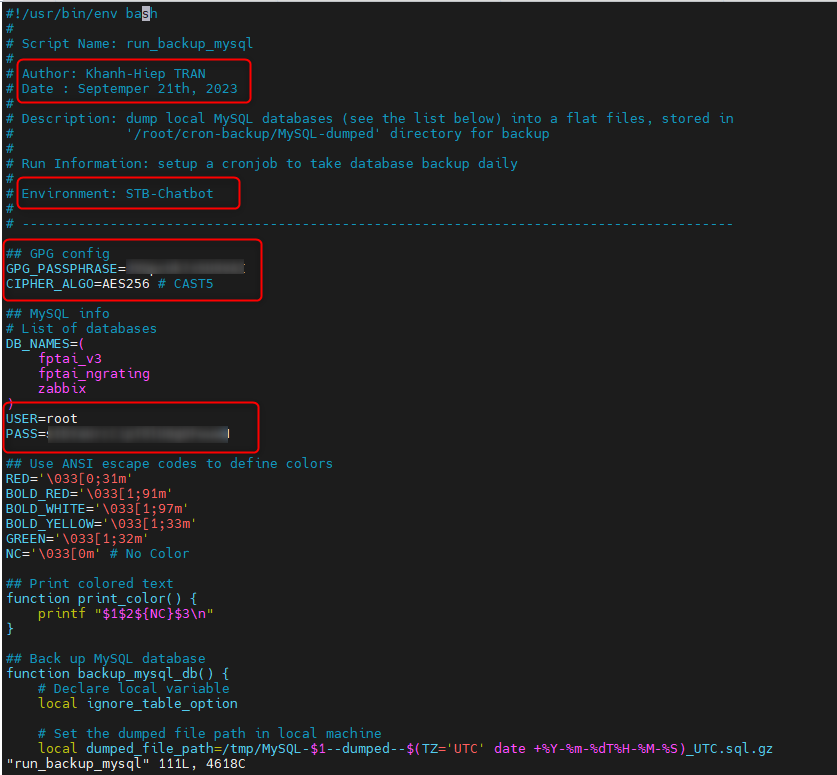 #!/usr/bin/env bash
#
# Script Name: run_backup_mysql
#
# Author: Khanh-Hiep TRAN
# Date : Septemper 21th, 2023
#
# Description: dump local MySQL databases (see the list below) into a flat files, stored in
#              '/root/cron-backup/MySQL-dumped' directory for backup
#
# Run Information: setup a cronjob to take database backup daily
#
# Environment: STB-Chatbot
#
# -----------------------------------------------------------------------------------------
## GPG config
GPG_PASSPHRASE=
CIPHER_ALGO=AES256 # CAST5
## MySQL info
# List of databases
DB_NAMES=(
    fptai_v3
    fptai_ngrating
    zabbix
)
USER=root
PASS=
## Use ANSI escape codes to define colors
RED='\033[0;31m'
BOLD_RED='\033[1;91m'
BOLD_WHITE='\033[1;97m'
BOLD_YELLOW='\033[1;33m'
GREEN='\033[1;32m'
NC='\033[0m' # No Color
## Print colored text
function print_color() {
    printf "$1$2${NC}$3\n"
}
## Back up MySQL database
function backup_mysql_db() {
    # Declare local variable
    local ignore_table_option
    # Set the dumped file path in local machine
    local dumped_file_path=/tmp/MySQL-$1--dumped--$(TZ='UTC' date +%Y-%m-%dT%H-%M-%S)_UTC.sql.gz
"run_backup_mysql" 111L, 4618C